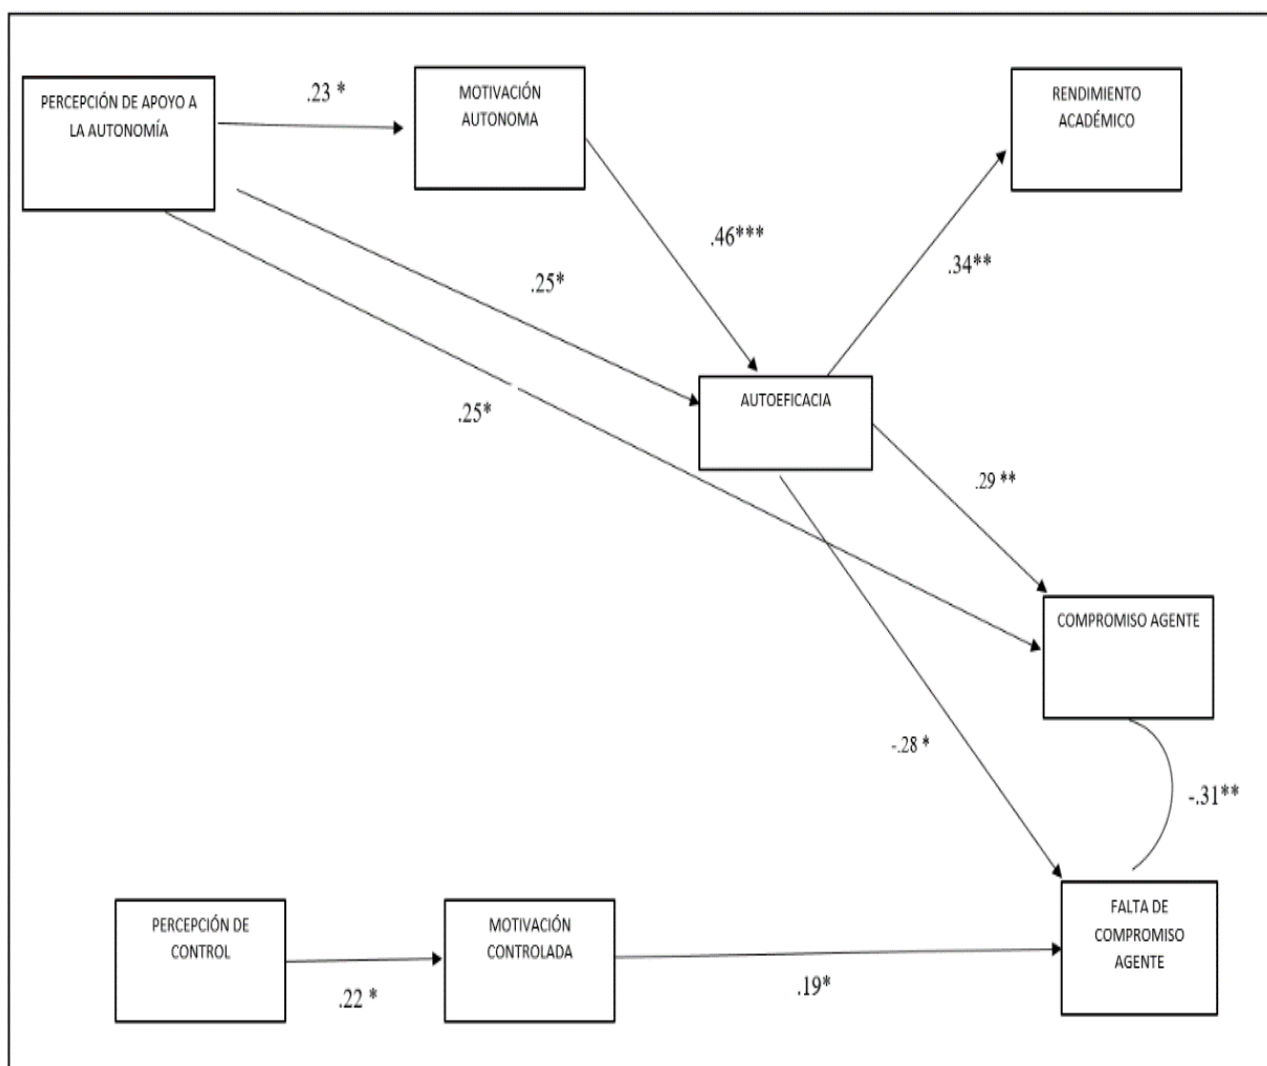 PERCEPCIÓN DE APOYO A
LA AUTONOMÍA
.23 *
MOTIVACIÓN
AUTONOMA
RENDIMIENTO
ACADÉMICO
.46***
.34**
.25*
.25*
AUTOEFICACIA
.29 **
COMPROMISO AGENTE
-.28 *
-.31**
PERCEPCIÓN DE
CONTROL
.22 *
MOTIVACIÓN
CONTROLADA
.19*
FALTA DE
COMPROMISO
AGENTE